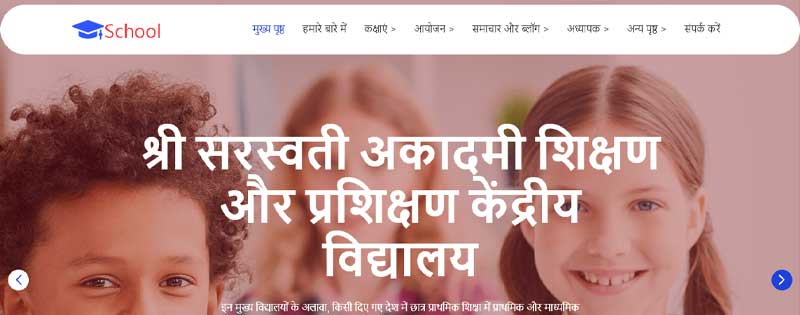 School
मुख्य पृष्ठ हमारे बारे में कक्षाएं > आयोजन > समाचार और ब्लॉग > अध्यापक > अन्य पृष्ठ > संपर्क करें
श्री सरस्वती अकादमी शिक्षण
और प्रशिक्षण केंद्रीय
विद्यालय
इन मुख्य विद्यालयों के अलावा, किसी दिए गए देश में छात्र प्राथमिक शिक्षा में प्राथमिक और माध्यमिक